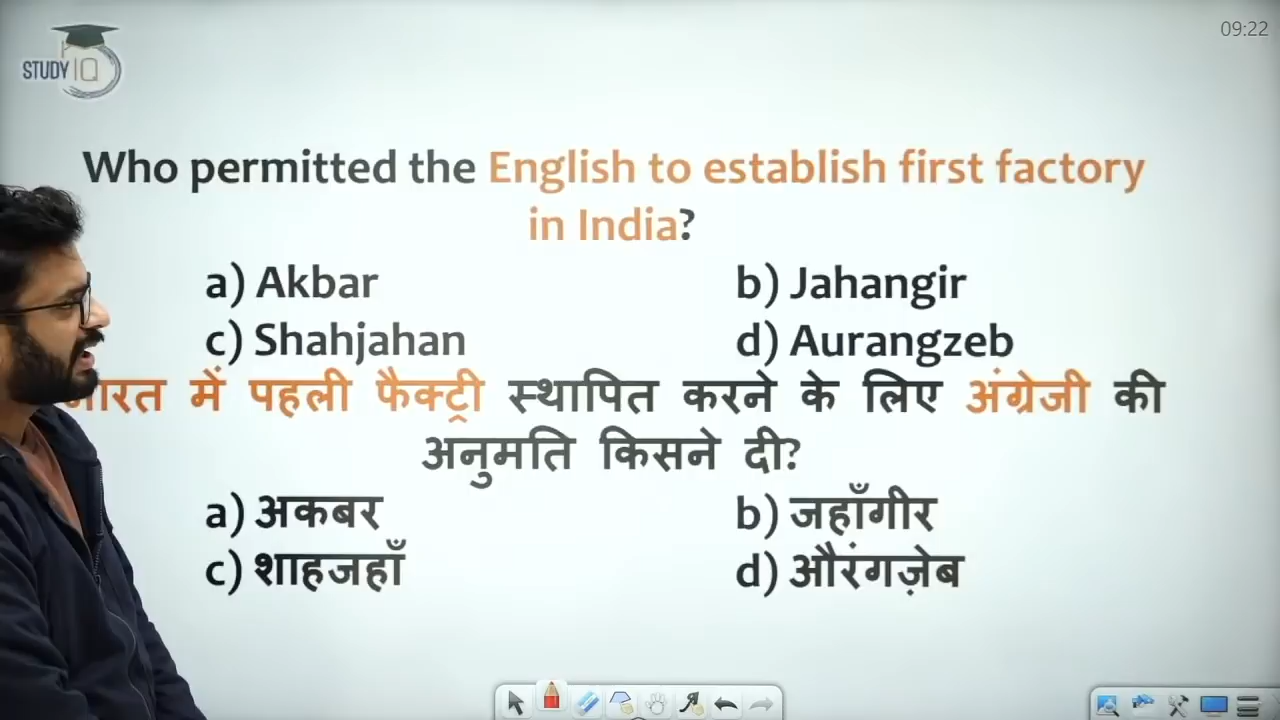 09:22
STUDY IQ
Who permitted the English to establish first factory
in India?
a) Akbar b) Jahangir
c) Shahjahan d) Aurangzeb
में पहली फैक्ट्री स्थापित करने के लिए अंग्रेजी की
अनुमति किसने दी?
a) अकबर b) जहाँगीर
c) शाहजहाँ d) औरंगज़ेब